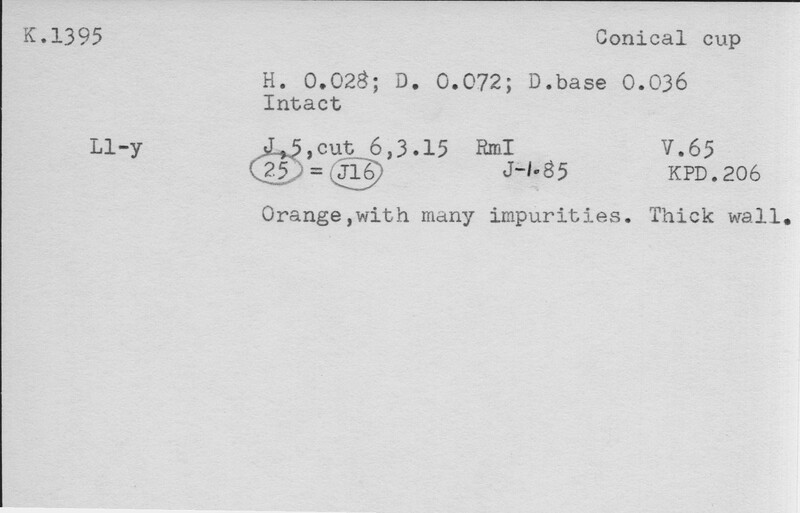 K.1395 Conical cup
H. 0.028; D. 0.072; D.base 0.036
Intact
Ll-y J,5,cut 6,3.15 RmI V.65
25 = J16 J-1.85 KPD.206
Orange,with many impurities. Thick wall.